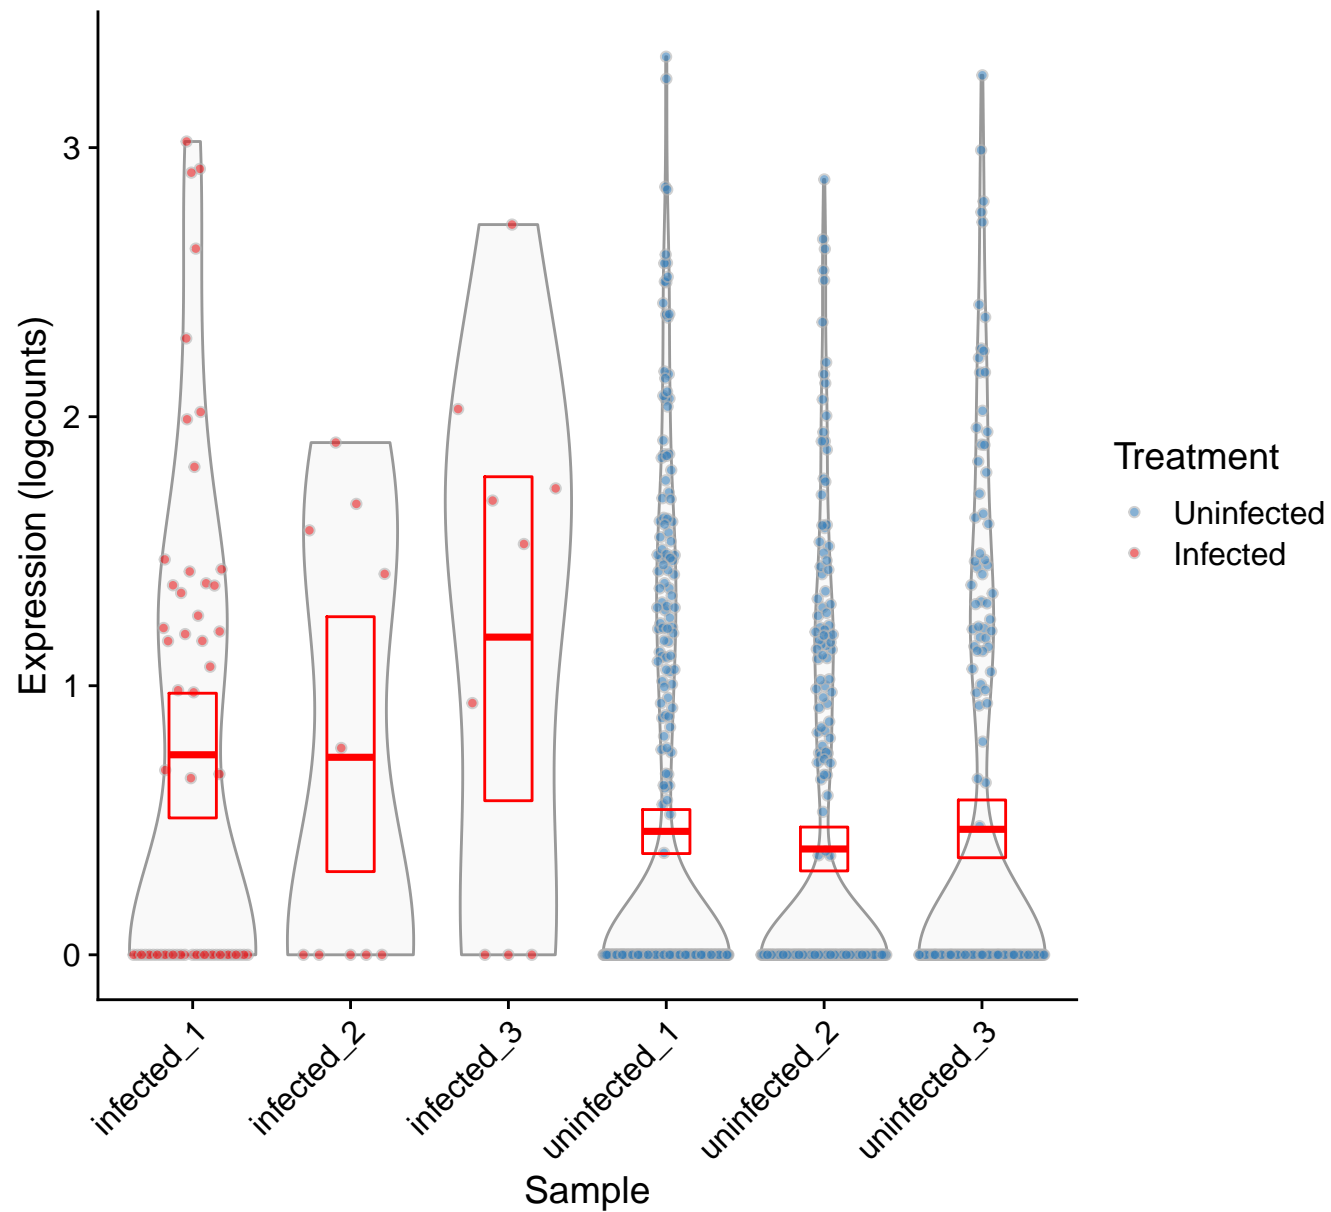 Expression (logcounts)
3
2
1
0
infected_1
infected_2
infected_3
uninfected_1
uninfected_2
uninfected_3
Sample
Treatment
Uninfected
Infected